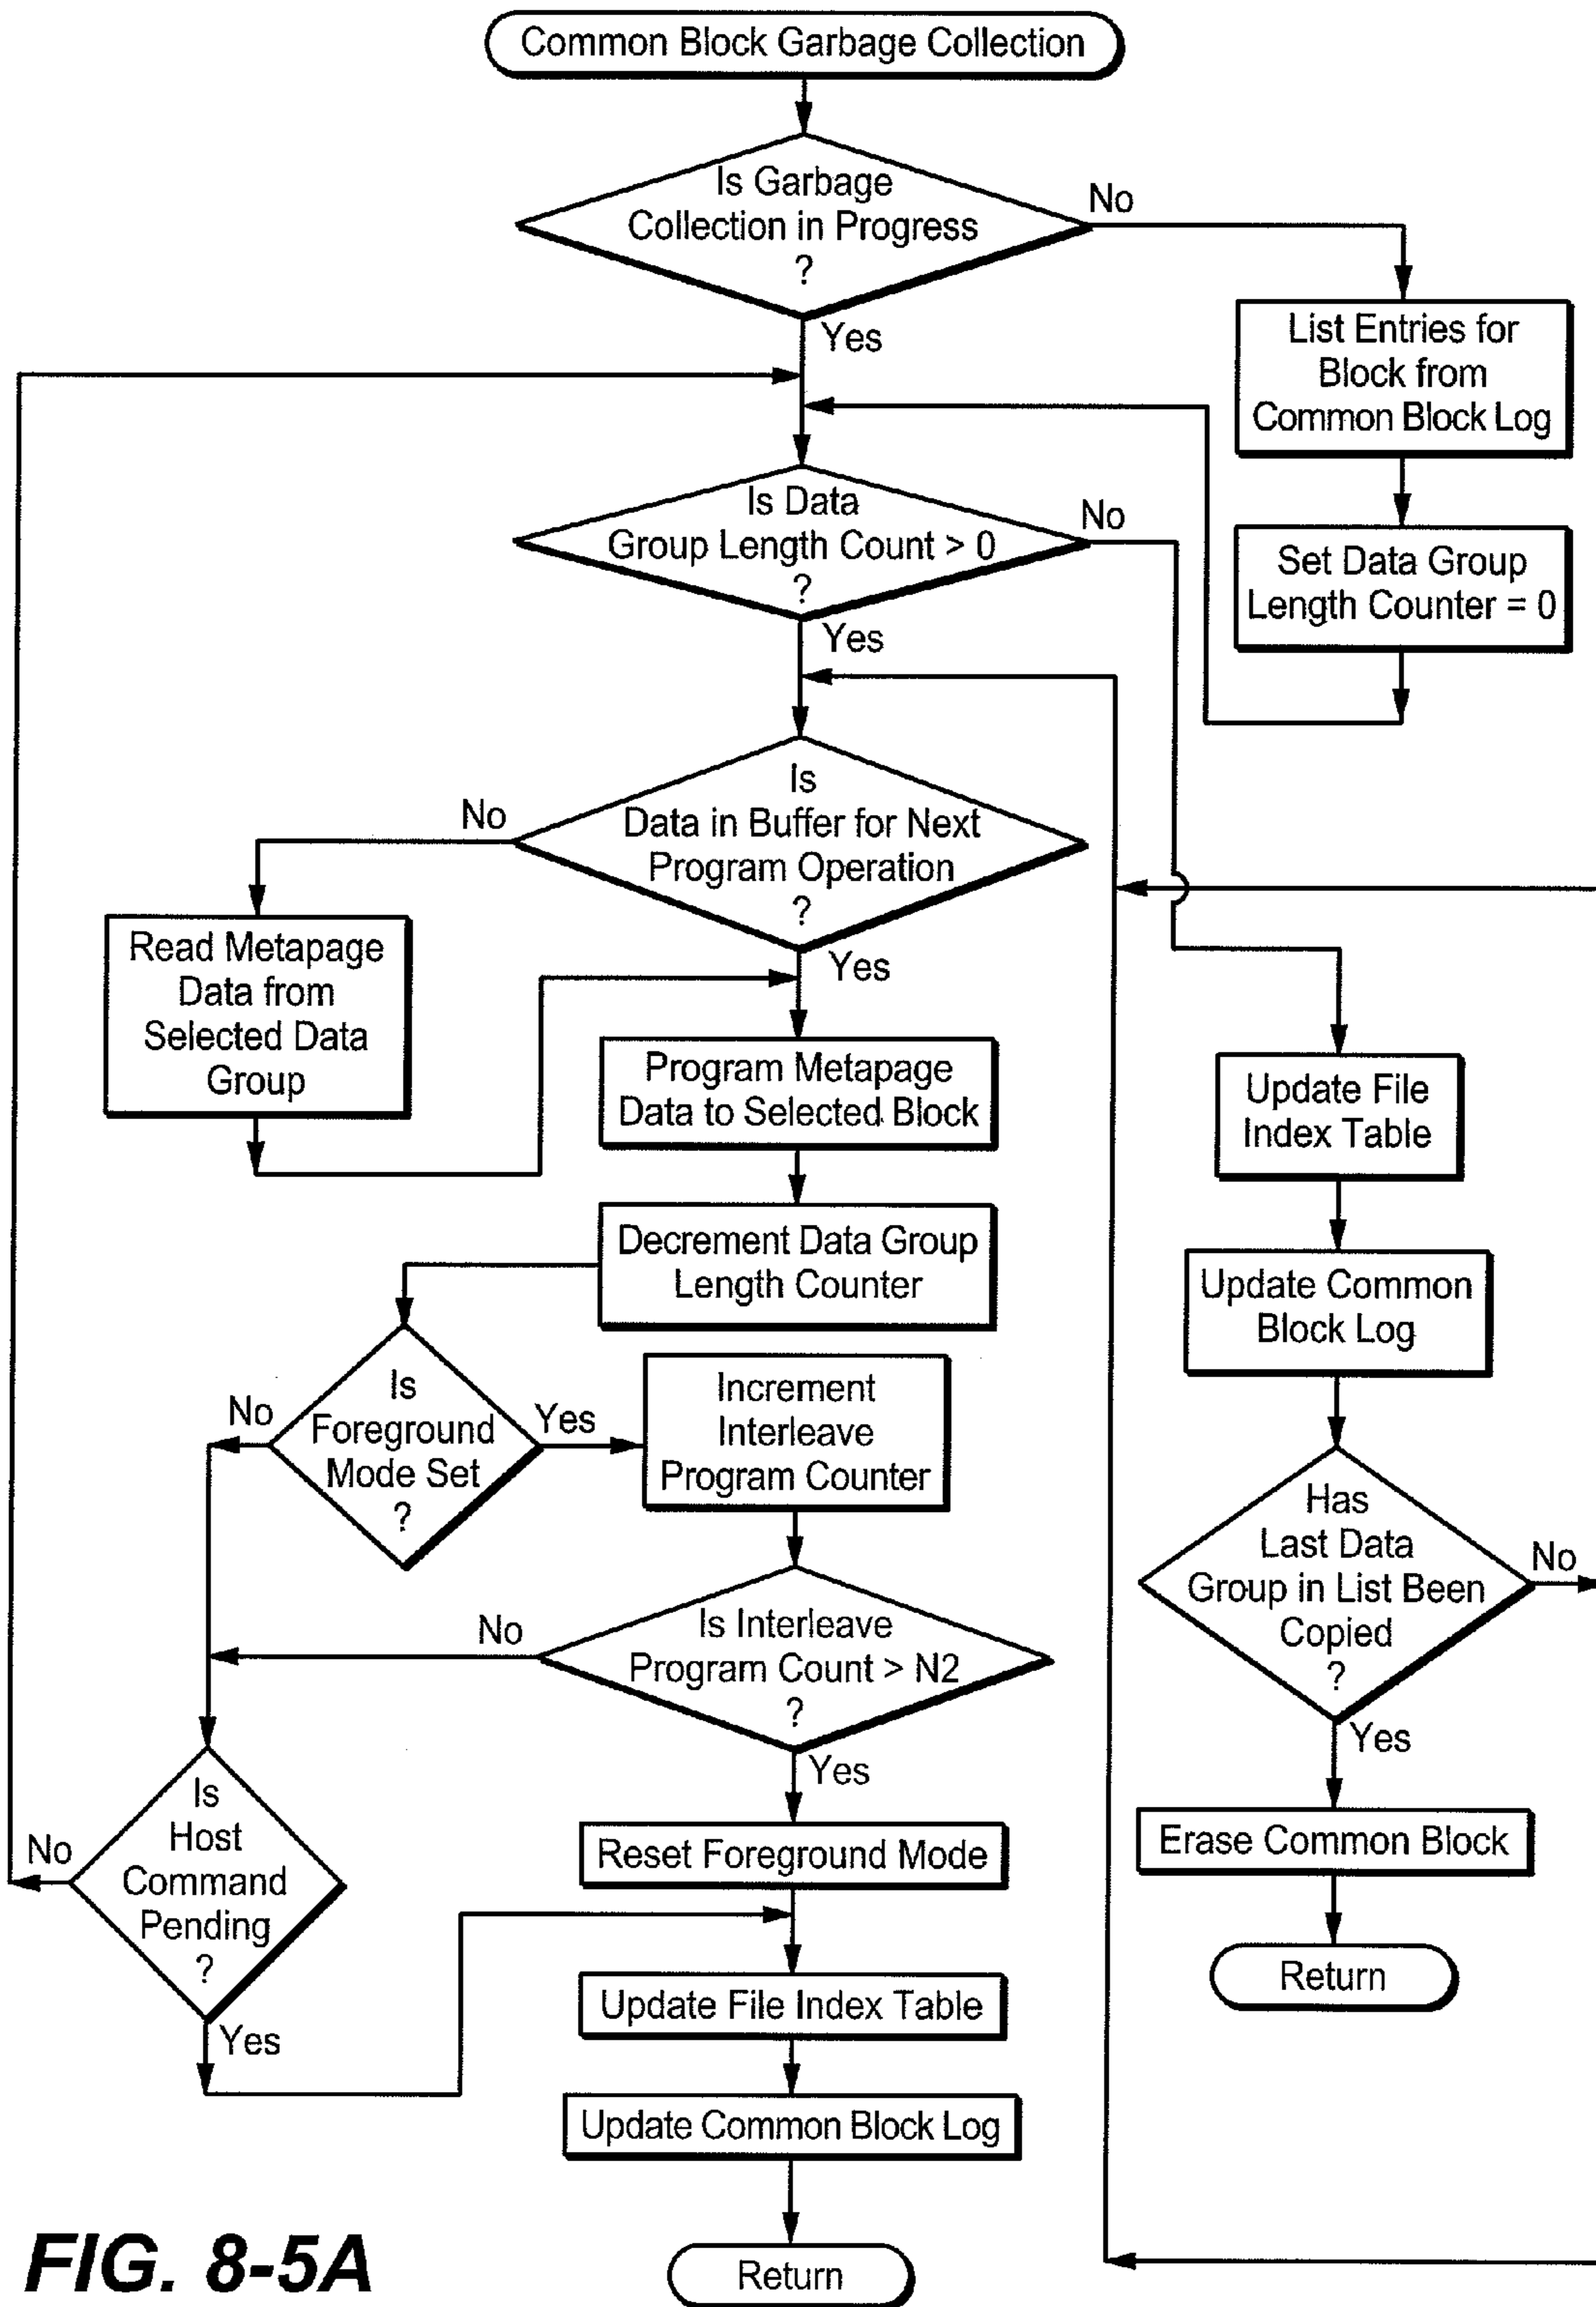 Common Block Garbage Collection
Is Garbage
Collection in Progress
?
No
Yes
List Entries for
Block from
Common Block Log
Set Data Group
Length Counter = 0
Is Data
Group Length Count > 0
?
No
Yes
Is
Data in Buffer for Next
Program Operation
?
No
Yes
Read Metapage
Data from
Selected Data
Group
Program Metapage
Data to Selected Block
Decrement Data Group
Length Counter
Is
Foreground
Mode Set
?
No
Yes
Increment
Interleave
Program Counter
Is Interleave
Program Count > N2
?
No
Yes
Is
Host
Command
Pending
?
No
Yes
Reset Foreground Mode
Update File Index Table
Update Common Block Log
Return
Update File
Index Table
Update Common
Block Log
Has
Last Data
Group in List Been
Copied
?
No
Yes
Erase Common Block
Return
FIG. 8-5A